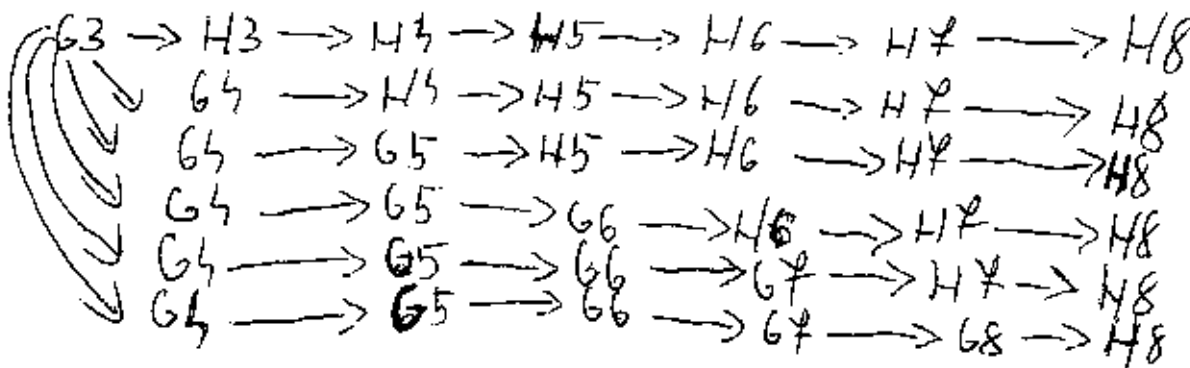 G3 → H3 → H4 → H5 → H6 → H7 → H8
G4 → H4 → H5 → H6 → H7 → H8
G4 → G5 → H5 → H6 → H7 → H8
G4 → G5 → G6 → H6 → H7 → H8
G4 → G5 → G6 → G7 → H7 → H8
G4 → G5 → G6 → G7 → G8 → H8